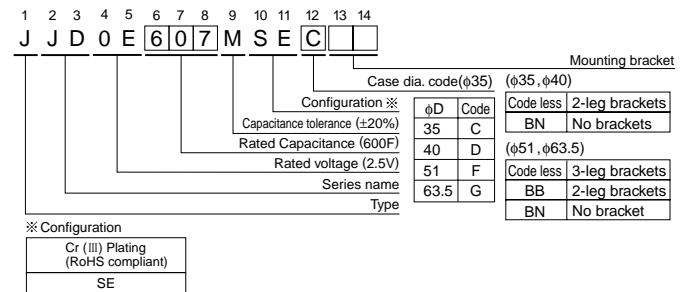 1 2 3 4 5 6 7 8 9 10 11 12 13 14
J J D 0 E 6 0 7 M S E C
Mounting bracket
Case dia. code(ϕ35)
Configuration ※
Capacitance tolerance (±20%)
Rated Capacitance (600F)
Rated voltage (2.5V)
Series name
Type
ϕD Code
35 C
40 D
51 F
63.5 G
(ϕ35,ϕ40)
Code less 2-leg brackets
BN No brackets
(ϕ51,ϕ63.5)
Code less 3-leg brackets
BB 2-leg brackets
BN No bracket
※Configuration
Cr (Ⅲ) Plating
(RoHS compliant)
SE